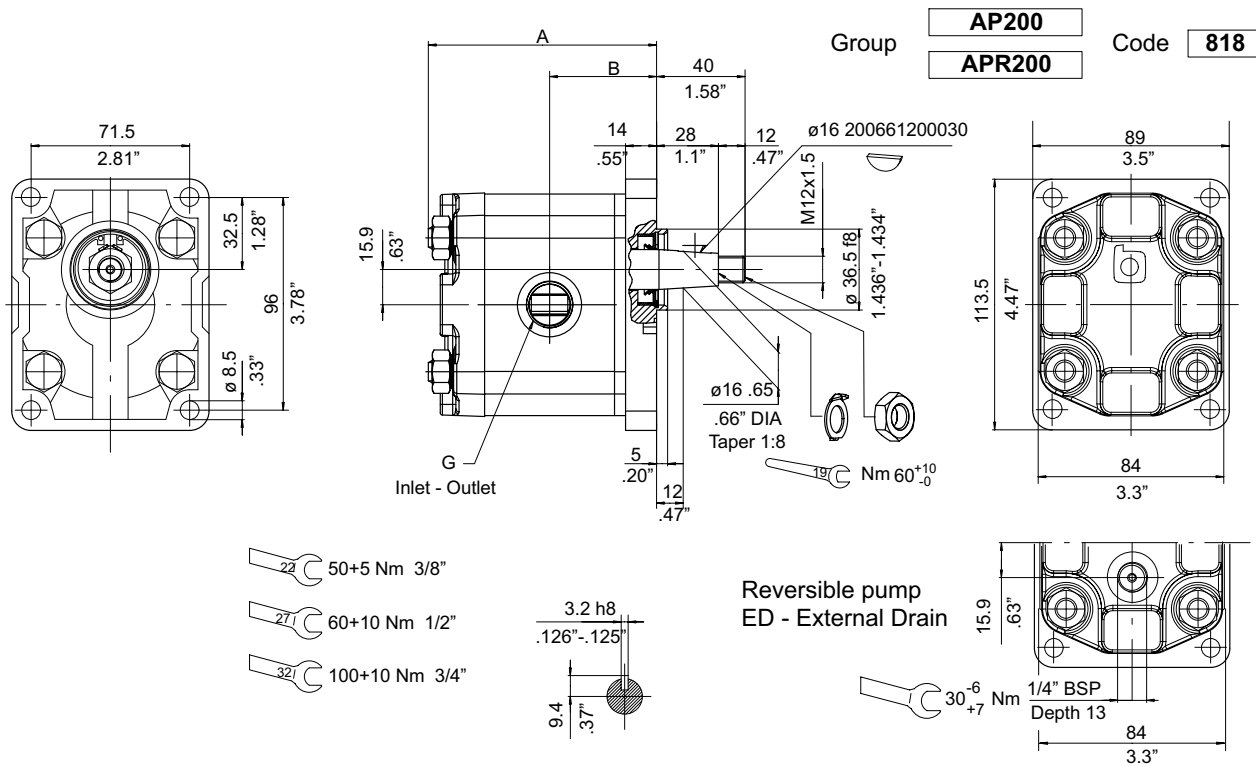 Group
AP200
APR200
Code
818
A
B
40
1.58”
14
.55”
28
1.1”
12
.47”
ø16 200661200030
M12x1.5
71.5
2.81”
32.5
1.28”
96
3.78”
ø 8.5
.33”
15.9
.63”
ø 36.5 f8
1.436”-1.434”
89
3.5”
113.5
4.47”
84
3.3”
G
Inlet - Outlet
ø16 .65
.66” DIA
Taper 1:8
5
.20”
12
.47”
19
Nm 60 +10 -0
22
50+5 Nm 3/8”
27
60+10 Nm 1/2”
32
100+10 Nm 3/4”
3.2 h8
.126”-.125”
9.4
.37”
Reversible pump
ED - External Drain
15.9
.63”
30 -6 +7 Nm
1/4” BSP
Depth 13
84
3.3”